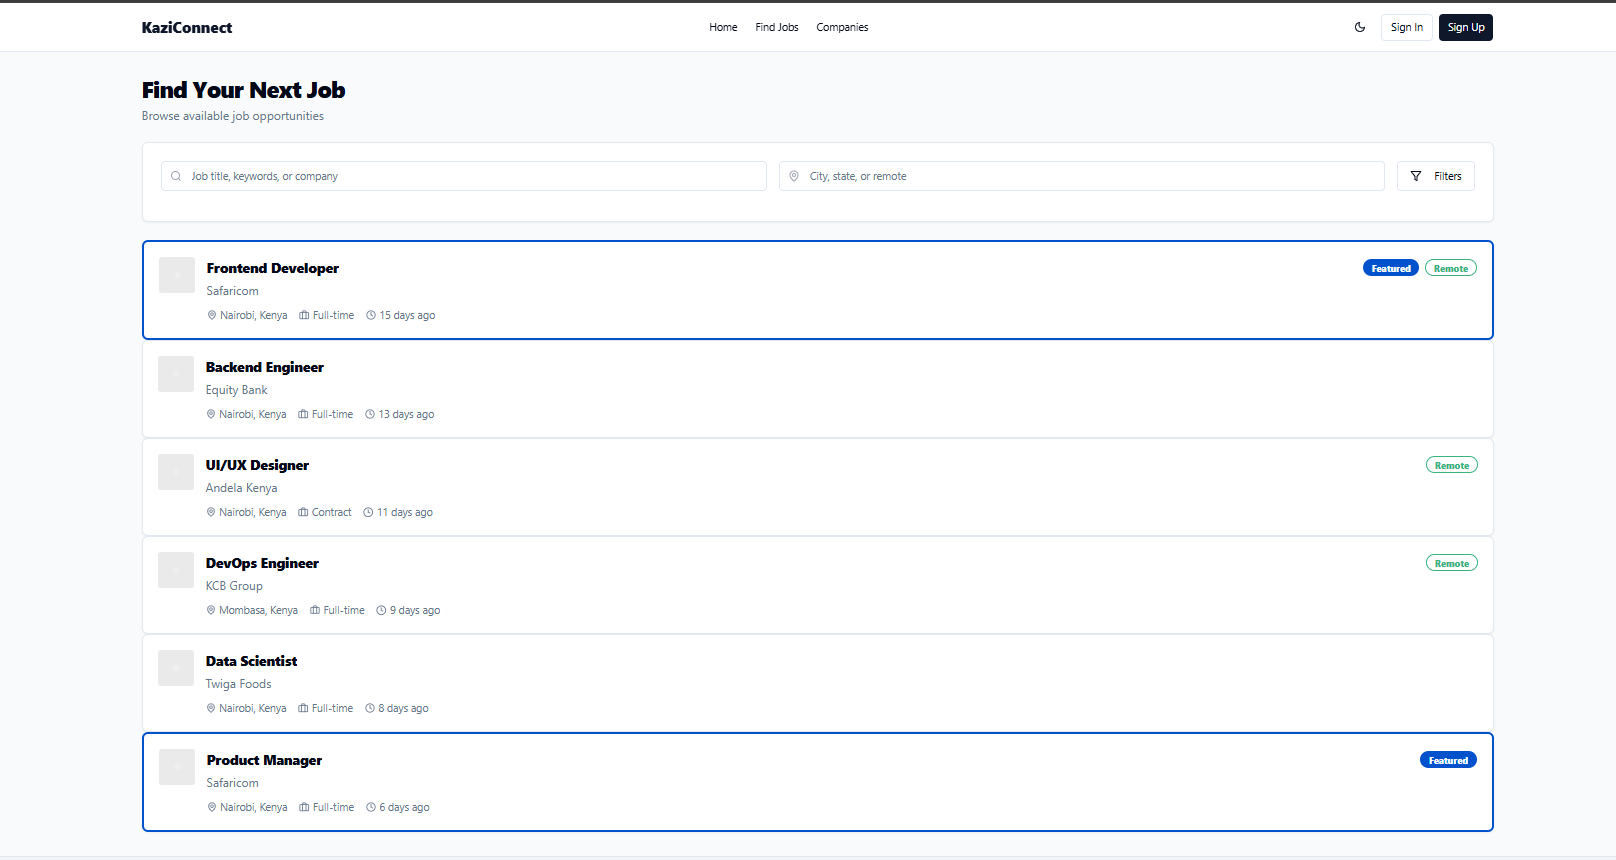 KaziConnect
Home Find Jobs Companies
Sign In Sign Up
Find Your Next Job
Browse available job opportunities
Job title, keywords, or company
City, state, or remote
Filters
Frontend Developer
Featured Remote
Safaricom
Nairobi, Kenya Full-time 15 days ago
Backend Engineer
Equity Bank
Nairobi, Kenya Full-time 13 days ago
UI/UX Designer
Remote
Andela Kenya
Nairobi, Kenya Contract 11 days ago
DevOps Engineer
Remote
KCB Group
Mombasa, Kenya Full-time 9 days ago
Data Scientist
Twiga Foods
Nairobi, Kenya Full-time 8 days ago
Product Manager
Featured
Safaricom
Nairobi, Kenya Full-time 6 days ago